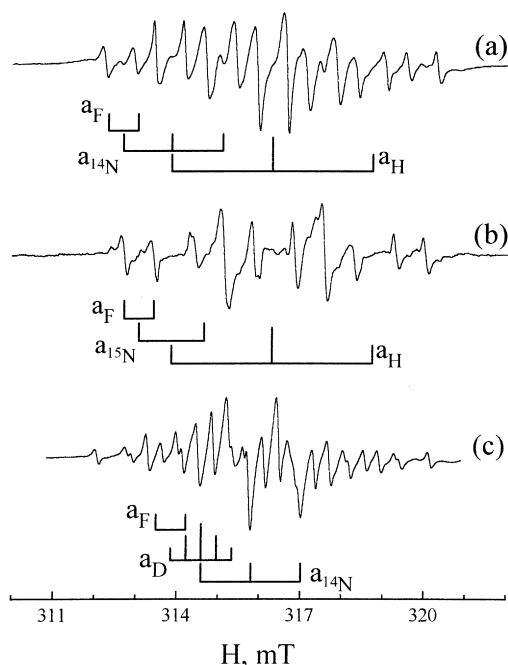 (a)
aF
a14N
aH
(b)
aF
a15N
aH
(c)
aF
aD
a14N
311 314 317 320
H, mT